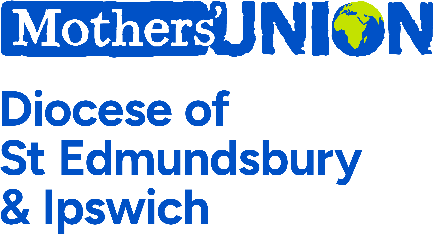 Mothers' UNION
Diocese of
St Edmundsbury
& Ipswich